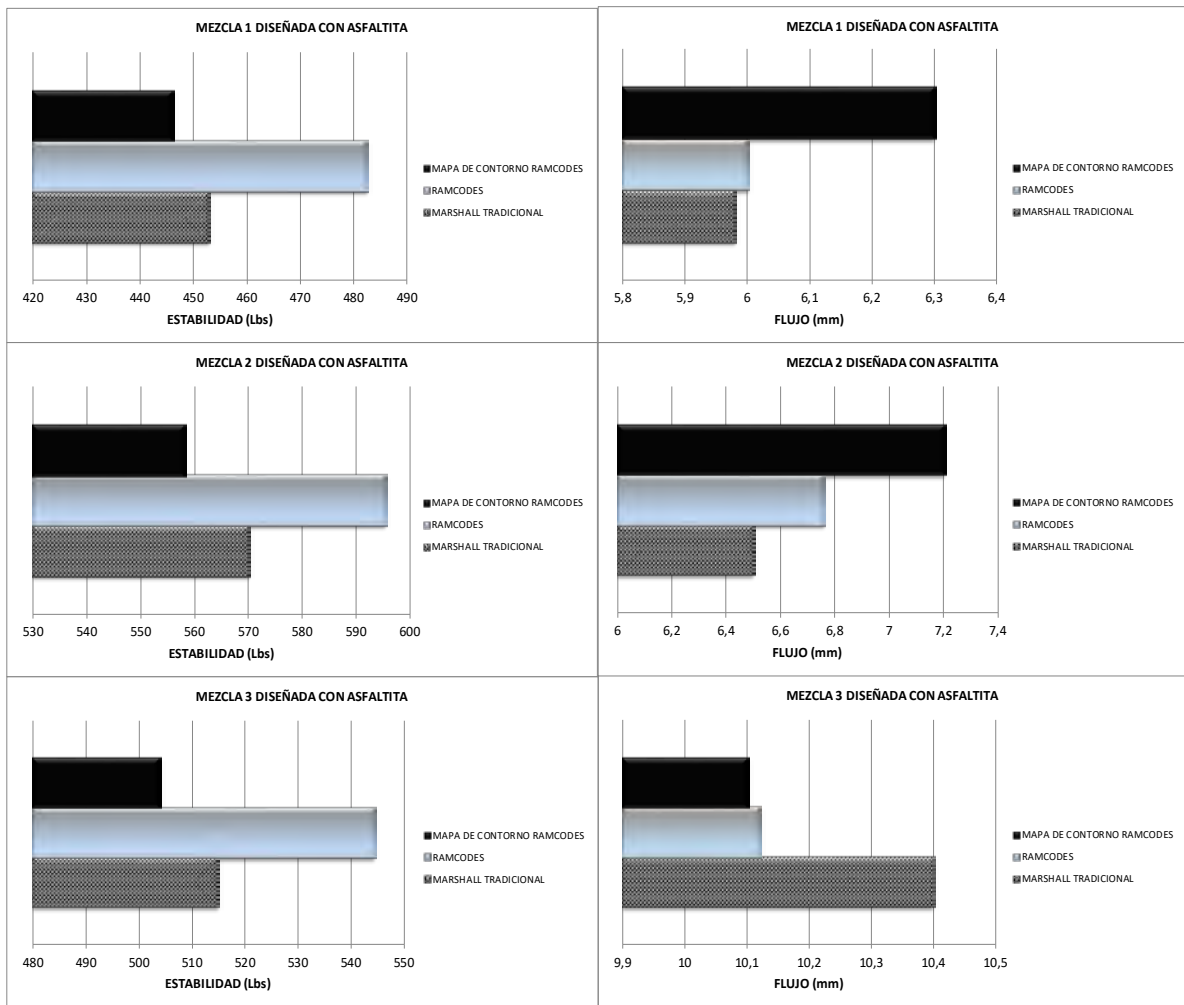 MEZCLA 1 DISEÑADA CON ASFALTITA
MAPA DE CONTORNO RAMCODES
RAMCODES
MARSHALL TRADICIONAL
420 430 440 450 460 470 480 490
ESTABILIDAD (Lbs)
MEZCLA 1 DISEÑADA CON ASFALTITA
MAPA DE CONTORNO RAMCODES
RAMCODES
MARSHALL TRADICIONAL
5,8 5,9 6 6,1 6,2 6,3 6,4
FLUJO (mm)
MEZCLA 2 DISEÑADA CON ASFALTITA
MAPA DE CONTORNO RAMCODES
RAMCODES
MARSHALL TRADICIONAL
530 540 550 560 570 580 590 600
ESTABILIDAD (Lbs)
MEZCLA 2 DISEÑADA CON ASFALTITA
MAPA DE CONTORNO RAMCODES
RAMCODES
MARSHALL TRADICIONAL
6 6,2 6,4 6,6 6,8 7 7,2 7,4
FLUJO (mm)
MEZCLA 3 DISEÑADA CON ASFALTITA
MAPA DE CONTORNO RAMCODES
RAMCODES
MARSHALL TRADICIONAL
480 490 500 510 520 530 540 550
ESTABILIDAD (Lbs)
MEZCLA 3 DISEÑADA CON ASFALTITA
MAPA DE CONTORNO RAMCODES
RAMCODES
MARSHALL TRADICIONAL
9,9 10 10,1 10,2 10,3 10,4 10,5
FLUJO (mm)